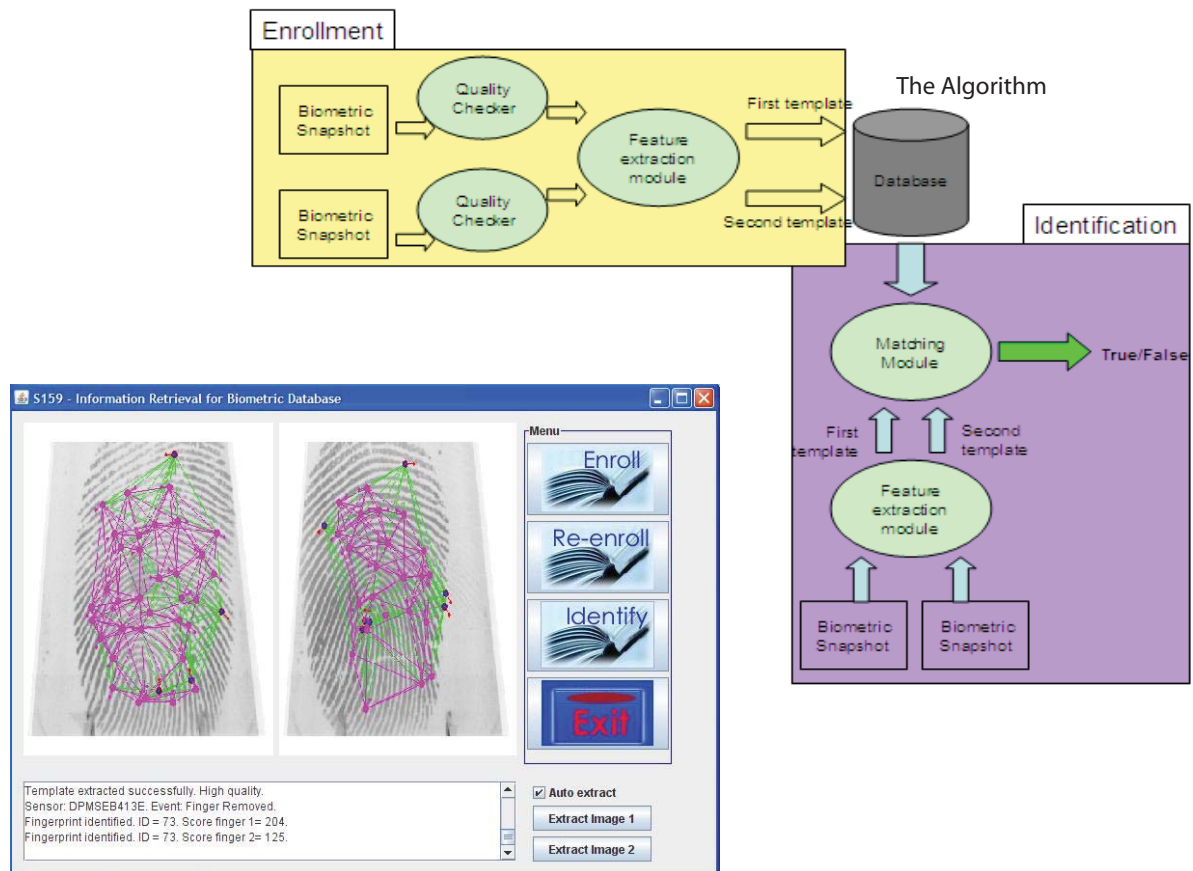 Enrollment
Biometric
Snapshot
Quality
Checker
Biometric
Snapshot
Quality
Checker
Feature
extraction
module
First template
Second template
The Algorithm
Database
Identification
Matching
Module
True/False
First
template
Second
template
Feature
extraction
module
Biometric
Snapshot
Biometric
Snapshot
S159 - Information Retrieval for Biometric Database
Menu
Enroll
Re-enroll
Identify
Exit
Template extracted successfully. High quality.
Sensor: DPMSEB413E. Event: Finger Removed.
Fingerprint identified. ID = 73. Score finger 1= 204.
Fingerprint identified. ID = 73. Score finger 2= 125.
Auto extract
Extract Image 1
Extract Image 2